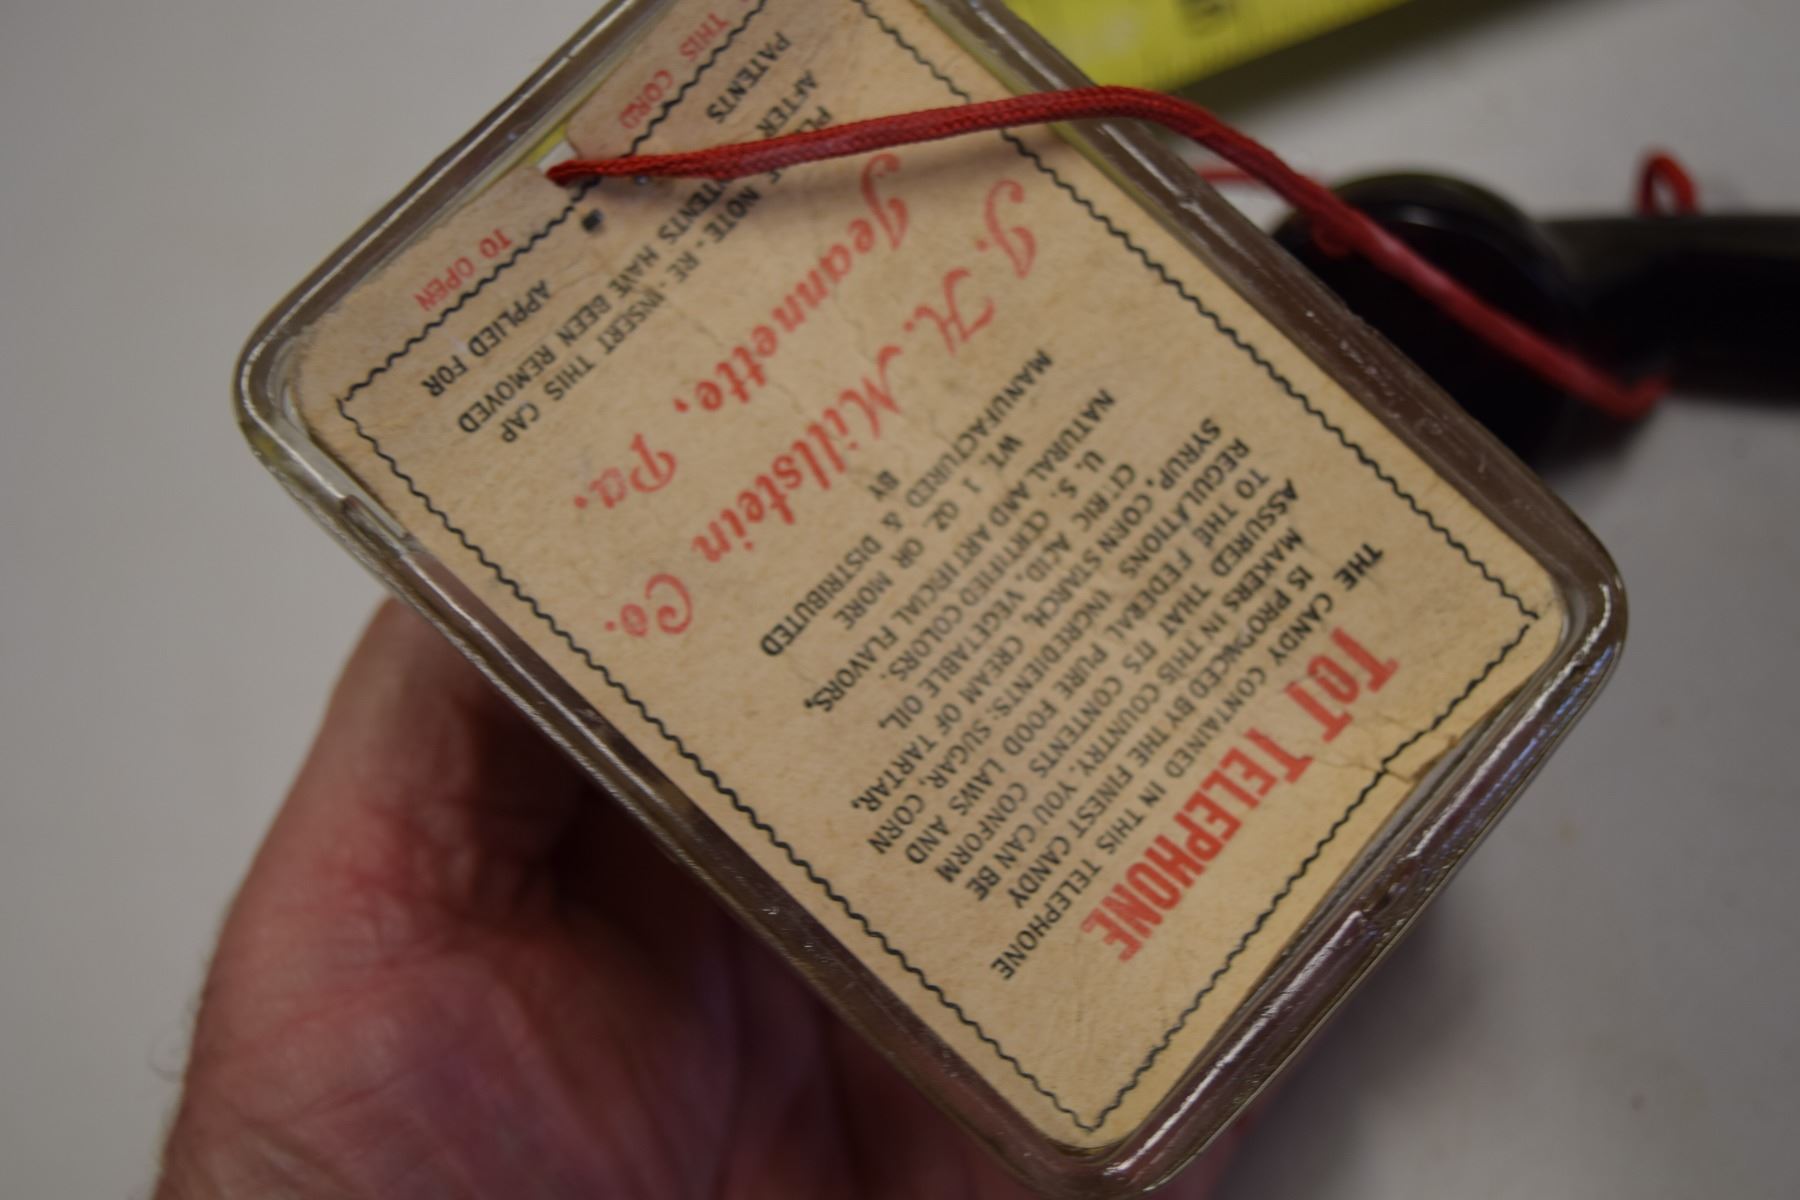 TOT TELEPHONE
THE CANDY CONTAINED IN THIS TELEPHONE
IS PRONOUNCED BY THE FINEST CANDY
MAKERS IN THIS COUNTRY. YOU CAN BE
ASSURED THAT ITS CONTENTS CONFORM
TO THE FEDERAL PURE FOOD LAWS AND
REGULATIONS INGREDIENTS: SUGAR, CORN
SYRUP, CORN STARCH, CREAM OF TARTAR,
CITRIC ACID, VEGETABLE OIL,
U. S. CERTIFIED COLORS.
NATURAL AND ARTIFICIAL FLAVORS,
WT. 1 OZ. OR MORE
MANUFACTURED & DISTRIBUTED
BY
J. H. Millstein Co.
Jeannette, Pa.
NOTE - RE-INSERT THIS CAP
AFTER HAVE BEEN REMOVED
PATENTS APPLIED FOR
THIS CORD TO OPEN